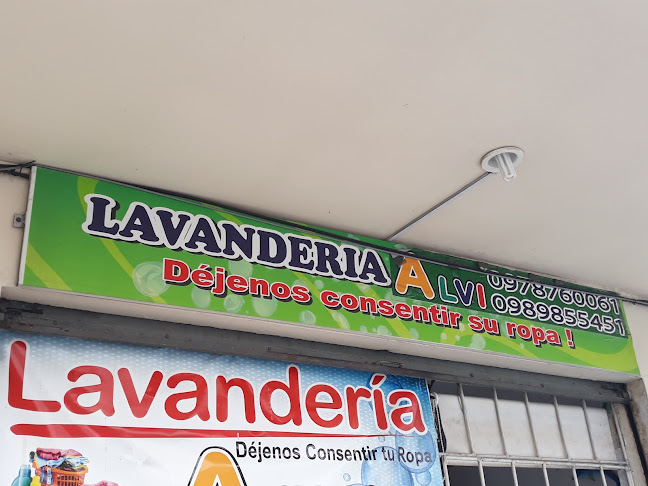 LAVANDERIA ALVI 0978760061
Déjenos consentir su ropa ! 0989855451
Lavandería
Déjenos Consentir tu Ropa
A